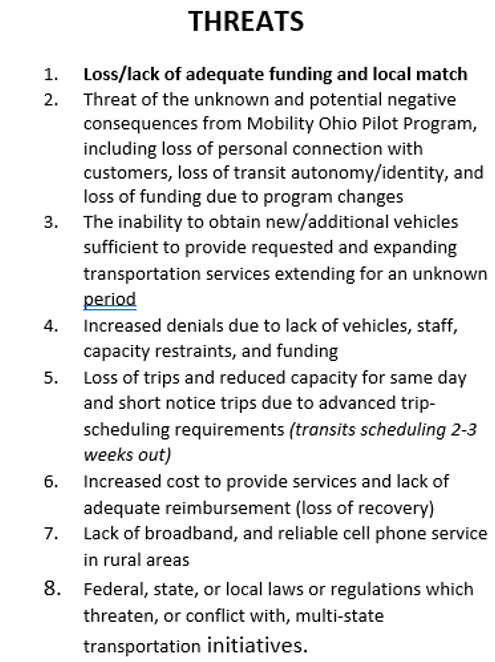 THREATS
1. Loss/lack of adequate funding and local match
2. Threat of the unknown and potential negative
consequences from Mobility Ohio Pilot Program,
including loss of personal connection with
customers, loss of transit autonomy/identity, and
loss of funding due to program changes
3. The inability to obtain new/additional vehicles
sufficient to provide requested and expanding
transportation services extending for an unknown
period
4. Increased denials due to lack of vehicles, staff,
capacity restraints, and funding
5. Loss of trips and reduced capacity for same day
and short notice trips due to advanced trip-
scheduling requirements (transits scheduling 2-3
weeks out)
6. Increased cost to provide services and lack of
adequate reimbursement (loss of recovery)
7. Lack of broadband, and reliable cell phone service
in rural areas
8. Federal, state, or local laws or regulations which
threaten, or conflict with, multi-state
transportation initiatives.